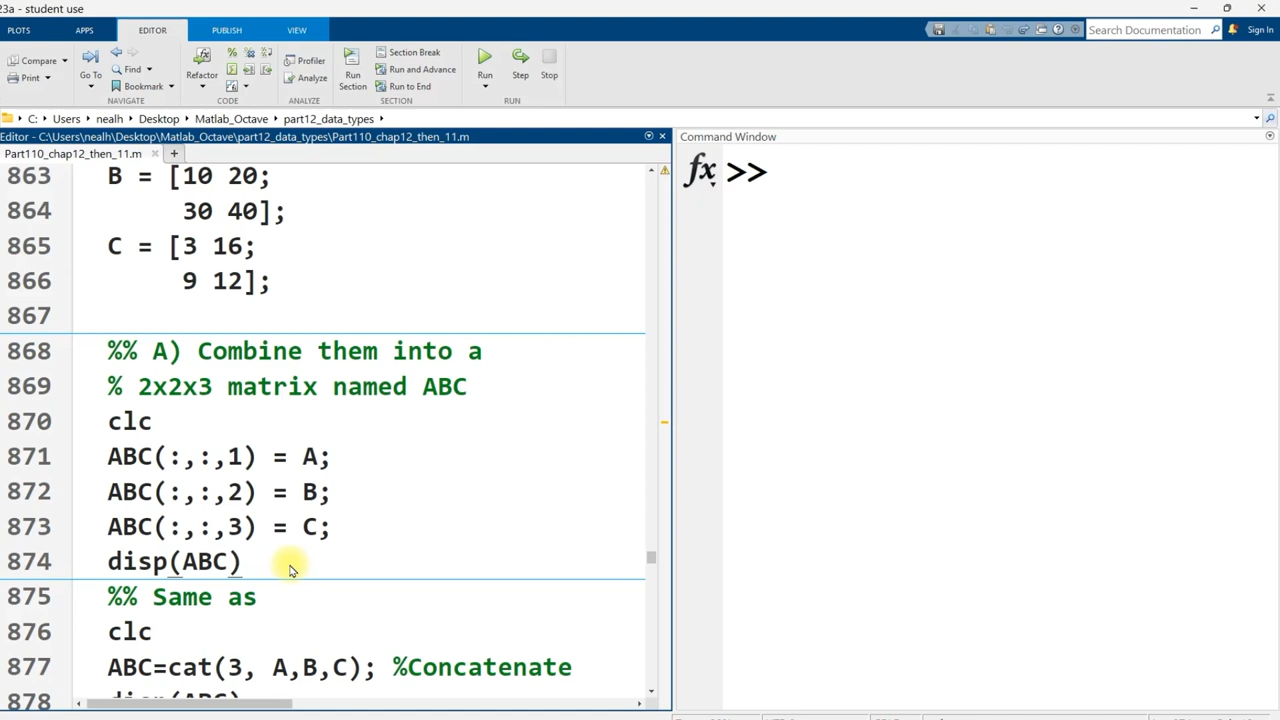 23a - student use
PLOTS APPS EDITOR PUBLISH VIEW
Search Documentation Sign In
Compare Print
Go To Find Bookmark
NAVIGATE
Refactor
CODE
Profiler Analyze
ANALYZE
Run Section Section Break Run and Advance Run to End
SECTION
Run Step Stop
RUN
C: Users nealh Desktop Matlab_Octave part12_data_types
Editor - C:\Users\nealh\Desktop\Matlab_Octave\part12_data_types\Part110_chap12_then_11.m
Part110_chap12_then_11.m
863 B = [10 20;
864 30 40];
865 C = [3 16;
866 9 12];
867
868 %% A) Combine them into a
869 % 2x2x3 matrix named ABC
870 clc
871 ABC(:,:,1) = A;
872 ABC(:,:,2) = B;
873 ABC(:,:,3) = C;
874 disp(ABC)
875 %% Same as
876 clc
877 ABC=cat(3, A,B,C); %Concatenate
878 disp(ABC)
Command Window
fx >>